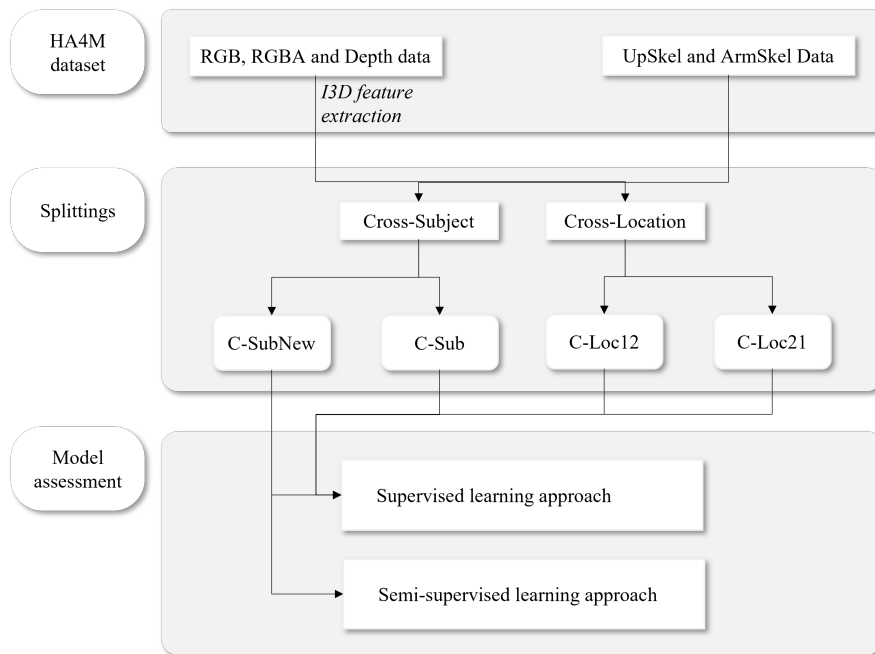 HA4M
dataset
RGB, RGBA and Depth data
UpSkel and ArmSkel Data
I3D feature
extraction
Splittings
Cross-Subject
Cross-Location
C-SubNew
C-Sub
C-Loc12
C-Loc21
Model
assessment
Supervised learning approach
Semi-supervised learning approach